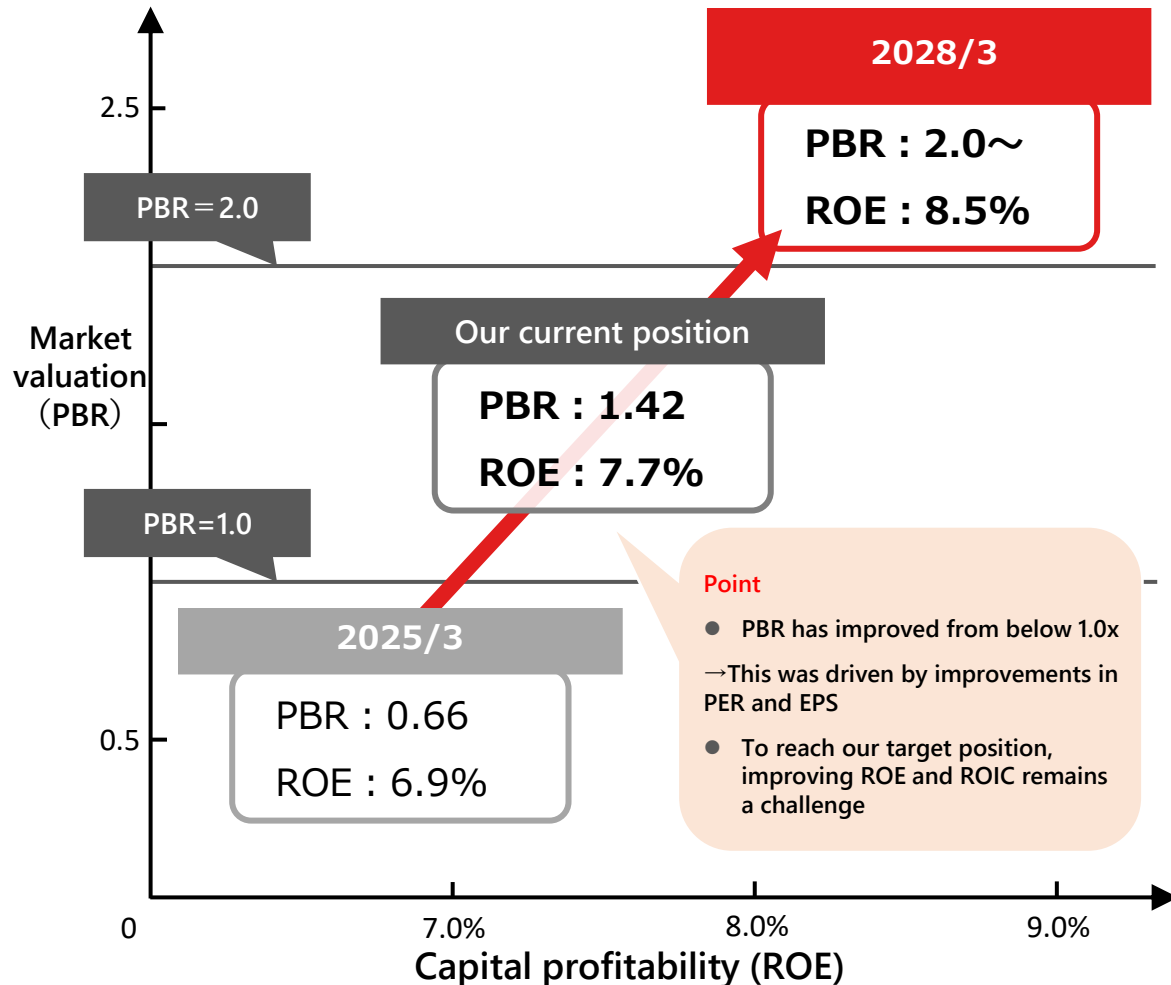 2028/3
2.5
PBR : 2.0～
ROE : 8.5%
PBR＝2.0
Our current position
Market
valuation
（PBR）
PBR : 1.42
ROE : 7.7%
PBR=1.0
Point
● PBR has improved from below 1.0x
→This was driven by improvements in
PER and EPS
● To reach our target position,
improving ROE and ROIC remains
a challenge
2025/3
PBR : 0.66
ROE : 6.9%
0.5
0
7.0%
8.0%
9.0%
Capital profitability (ROE)